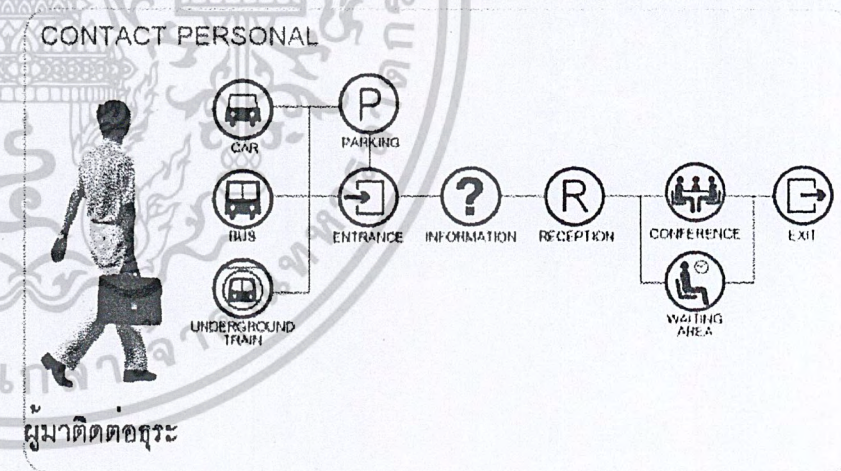 CONTACT PERSONAL
CAR
P
PARKING
BUS
ENTRANCE
?
INFORMATION
R
RECEPTION
CONFERENCE
EXIT
UNDERGROUND
TRAIN
WAITING
AREA
ผู้มาติดต่อธุระ